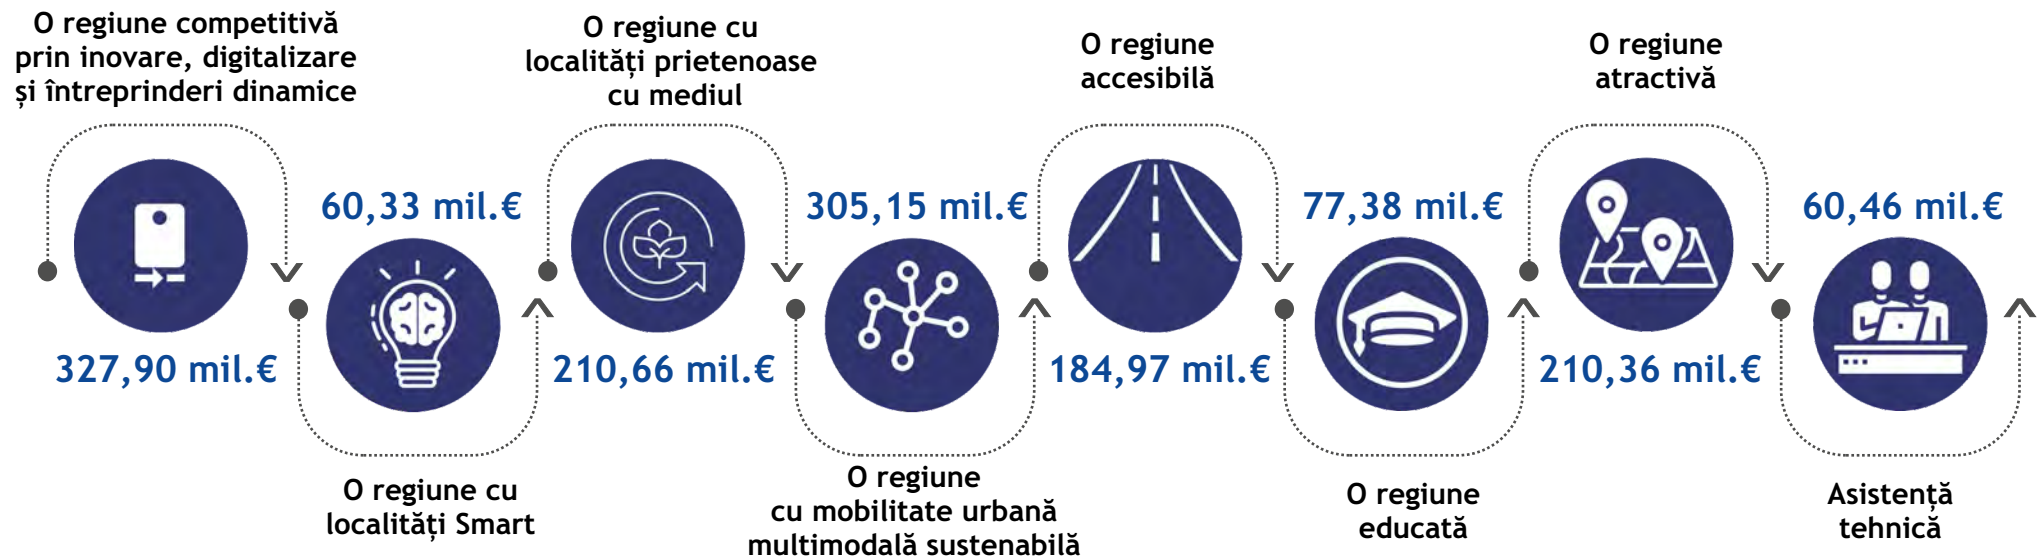 O regiune competitivă
prin inovare, digitalizare
și întreprinderi dinamice
327,90 mil.€
60,33 mil.€
O regiune cu
localități Smart
O regiune cu
localități prietenoase
cu mediul
210,66 mil.€
305,15 mil.€
O regiune
cu mobilitate urbană
multimodală sustenabilă
O regiune
accesibilă
184,97 mil.€
77,38 mil.€
O regiune
educată
O regiune
atractivă
210,36 mil.€
60,46 mil.€
Asistență
tehnică